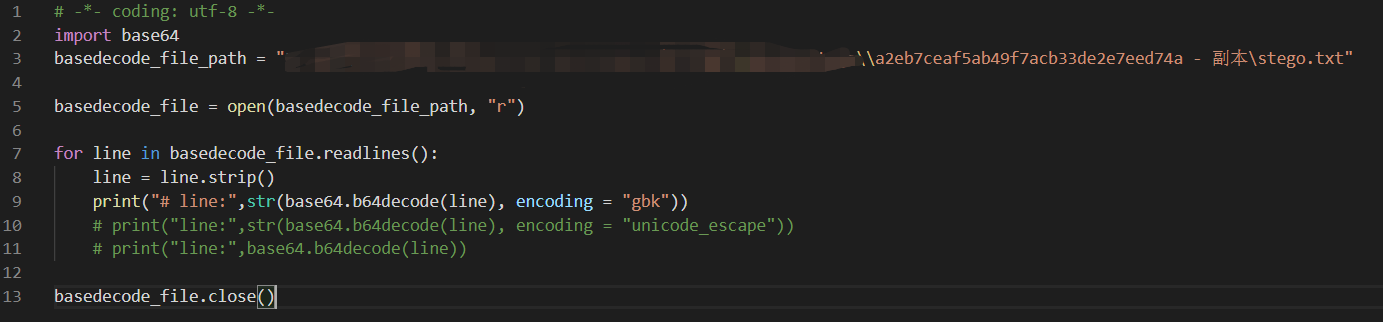 1 # -*- coding: utf-8 -*-
2 import base64
3 basedecode_file_path = " \\a2eb7ceaf5ab49f7acb33de2e7eed74a - 副本\stego.txt"
4
5 basedecode_file = open(basedecode_file_path, "r")
6
7 for line in basedecode_file.readlines():
8 line = line.strip()
9 print("# line:",str(base64.b64decode(line), encoding = "gbk"))
10 # print("line:",str(base64.b64decode(line), encoding = "unicode_escape"))
11 # print("line:",base64.b64decode(line))
12
13 basedecode_file.close()